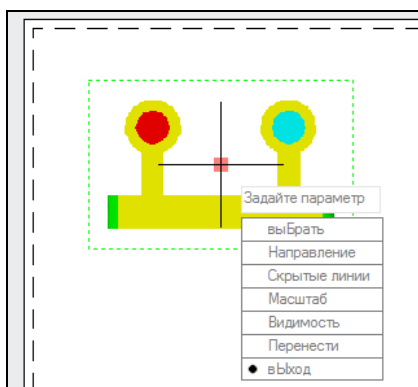 Задайте параметр
выБрать
Направление
Скрытые линии
Масштаб
Видимость
Перенести
вЫход